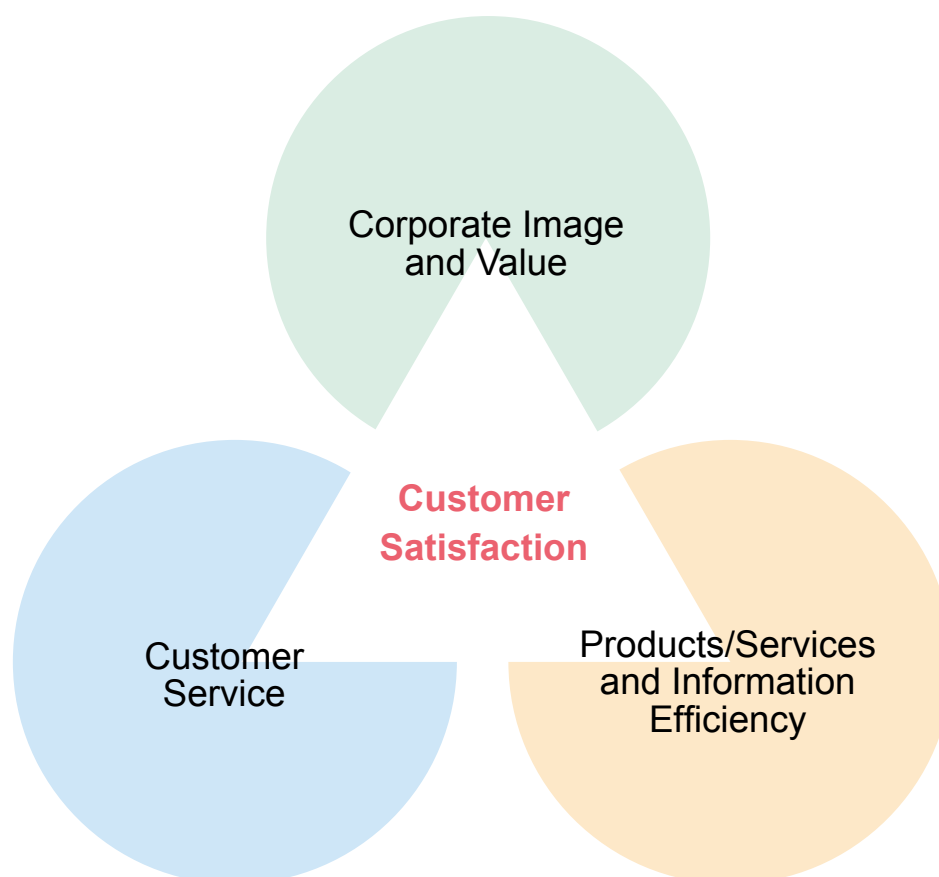 Corporate Image
and Value
Customer
Satisfaction
Customer
Service
Products/Services
and Information
Efficiency